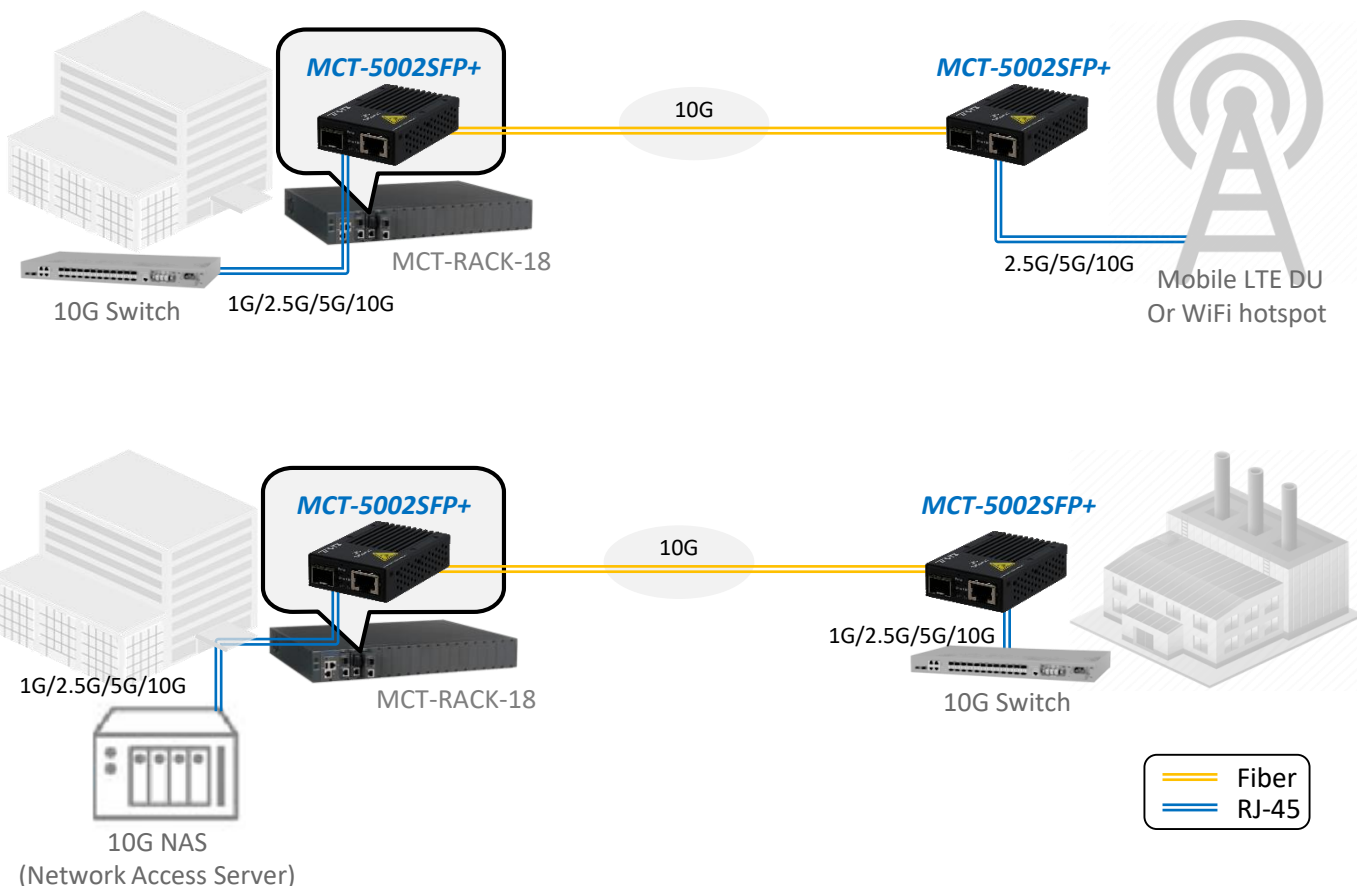 MCT-5002SFP+
MCT-5002SFP+
10G
MCT-RACK-18
2.5G/5G/10G
1G/2.5G/5G/10G
10G Switch
Mobile LTE DU
Or WiFi hotspot
MCT-5002SFP+
MCT-5002SFP+
10G
1G/2.5G/5G/10G
1G/2.5G/5G/10G
MCT-RACK-18
10G Switch
Fiber
RJ-45
10G NAS
(Network Access Server)